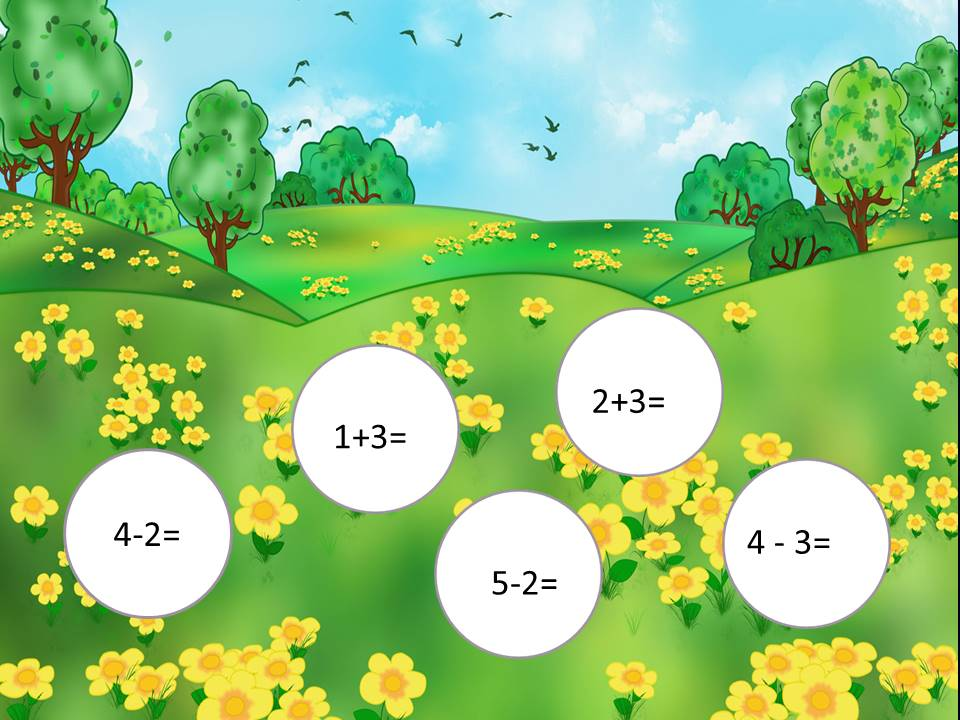 2+3=
1+3=
4-2=
4 - 3=
5-2=